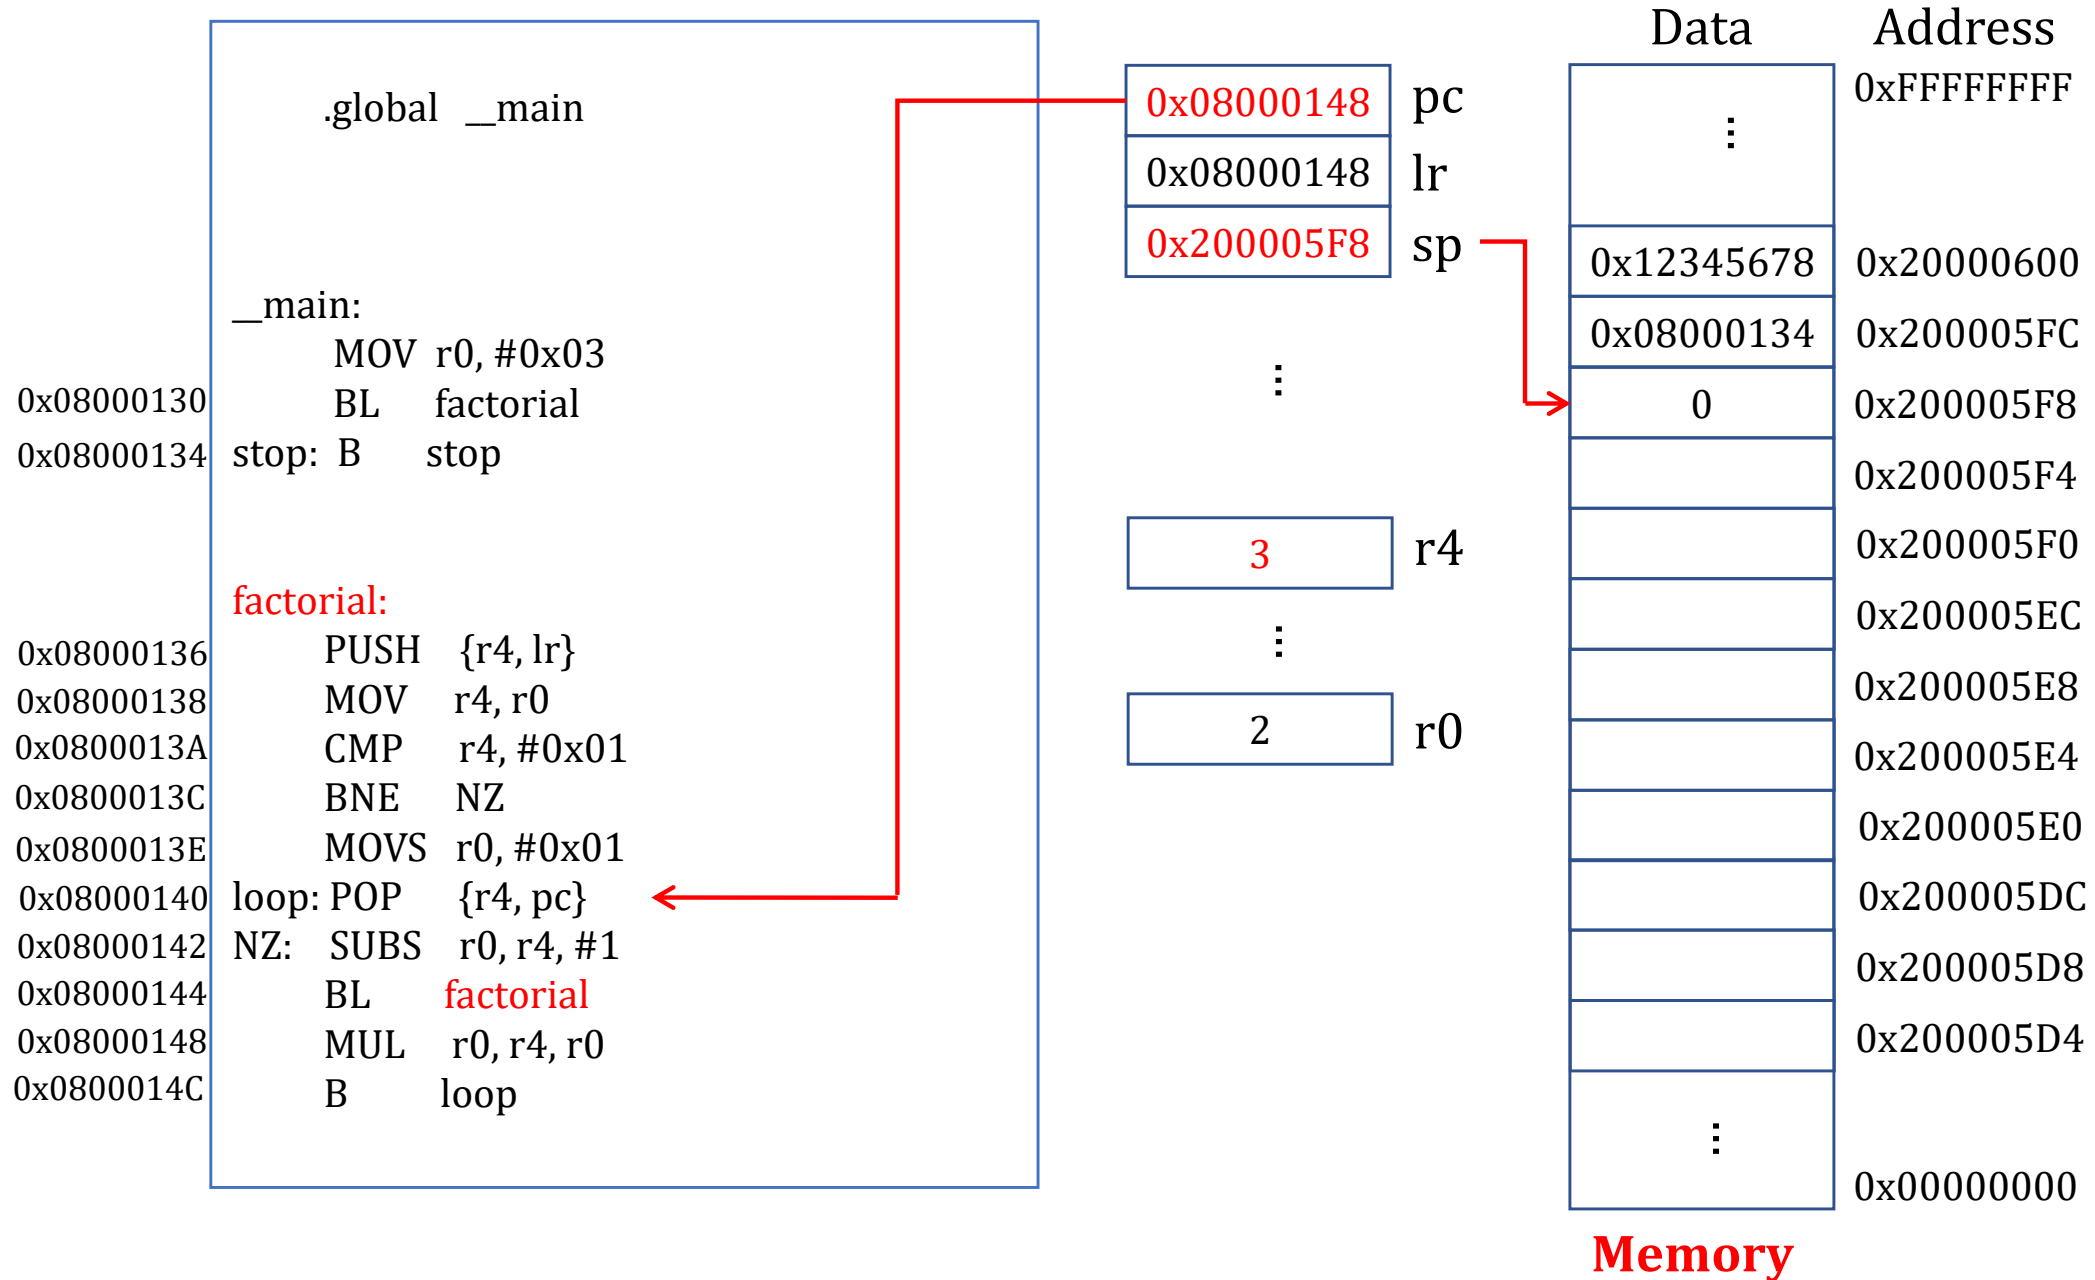 .global __main
__main:
MOV r0, #0x03
0x08000130 BL factorial
0x08000134 stop: B stop
factorial:
0x08000136 PUSH {r4, lr}
0x08000138 MOV r4, r0
0x0800013A CMP r4, #0x01
0x0800013C BNE NZ
0x0800013E MOVS r0, #0x01
0x08000140 loop: POP {r4, pc}
0x08000142 NZ: SUBS r0, r4, #1
0x08000144 BL factorial
0x08000148 MUL r0, r4, r0
0x0800014C B loop
0x08000148 pc
0x08000148 lr
0x200005F8 sp
...
3 r4
...
2 r0
Data Address
0xFFFFFFFF
...
0x12345678 0x20000600
0x08000134 0x200005FC
0 0x200005F8
0x200005F4
0x200005F0
0x200005EC
0x200005E8
0x200005E4
0x200005E0
0x200005DC
0x200005D8
0x200005D4
...
0x00000000
Memory